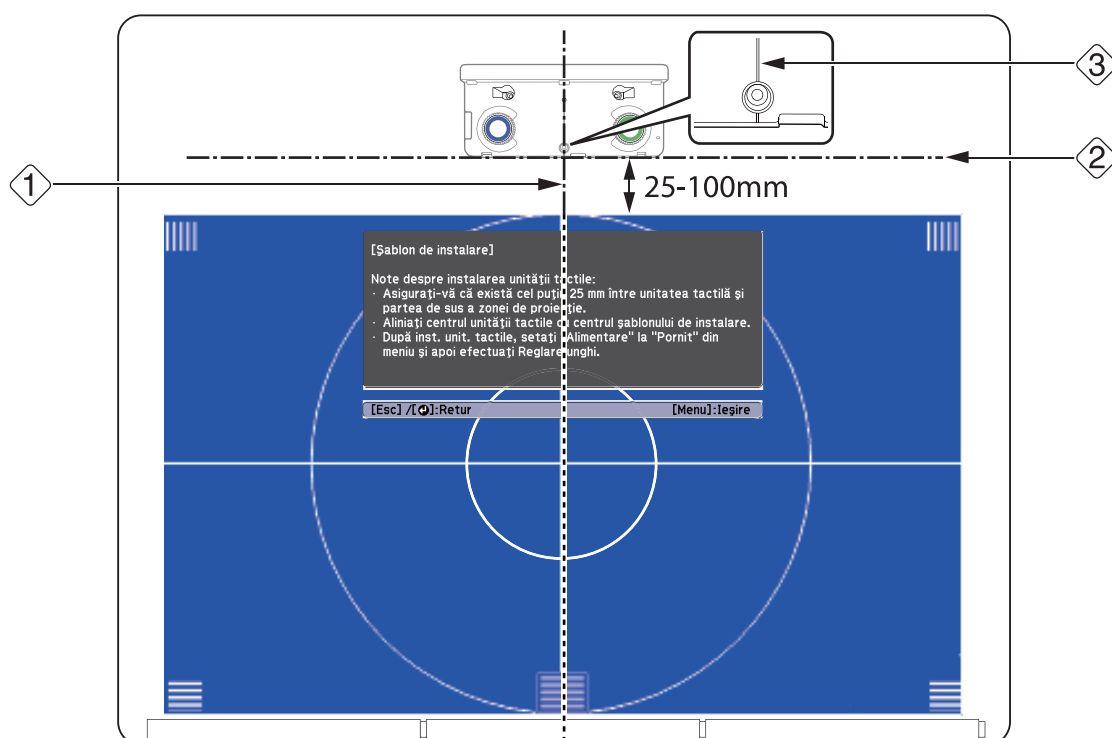 3
2
1
25-100mm
[Şablon de instalare]
Note despre instalarea unităţii tactile:
· Asiguraţi-vă că există cel puţin 25 mm între unitatea tactilă şi
partea de sus a zonei de proiecţie.
· Aliniaţi centrul unităţii tactile cu centrul şablonului de instalare.
· După inst. unit. tactile, setaţi "Alimentare" la "Pornit" din
meniu şi apoi efectuaţi Reglare unghi.
[Esc] /[⏎]:Retur [Menu]:Ieşire